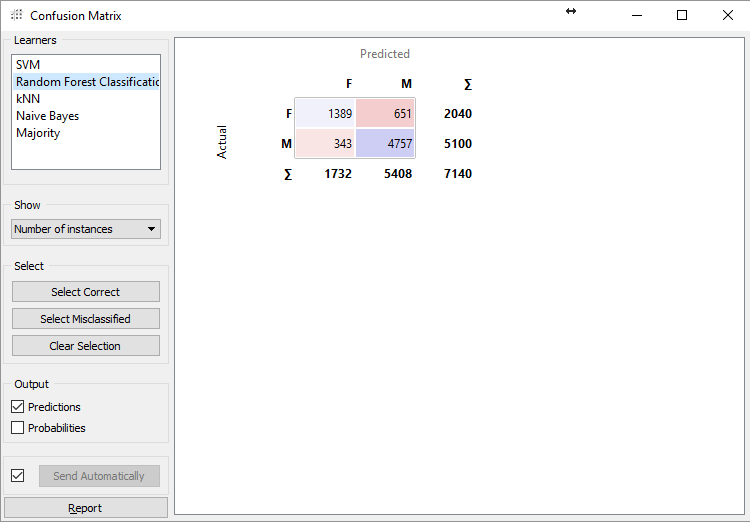 Confusion Matrix
Learners
SVM
Random Forest Classificatio
kNN
Naive Bayes
Majority
Show
Number of instances
Select
Select Correct
Select Misclassified
Clear Selection
Output
Predictions
Probabilities
Send Automatically
Report
Predicted
F M Σ
Actual
F 1389 651 2040
M 343 4757 5100
Σ 1732 5408 7140